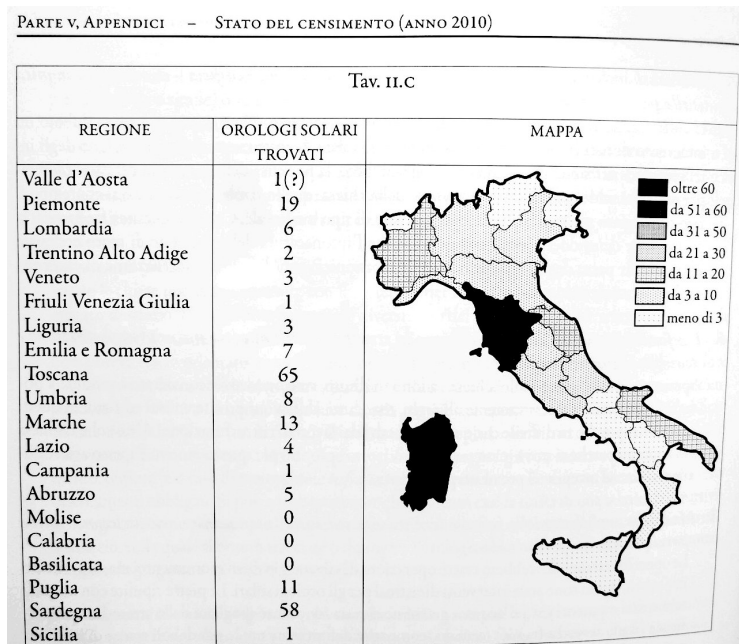 PARTE V, APPENDICI – STATO DEL CENSIMENTO (ANNO 2010)
TAV. II.C
REGIONE OROLOGI SOLARI TROVATI MAPPA
Valle d'Aosta 1(?)
Piemonte 19
Lombardia 6
Trentino Alto Adige 2
Veneto 3
Friuli Venezia Giulia 1
Liguria 3
Emilia e Romagna 7
Toscana 65
Umbria 8
Marche 13
Lazio 4
Campania 1
Abruzzo 5
Molise 0
Calabria 0
Basilicata 0
Puglia 11
Sardegna 58
Sicilia 1
oltre 60
da 51 a 60
da 31 a 50
da 21 a 30
da 11 a 20
da 3 a 10
meno di 3